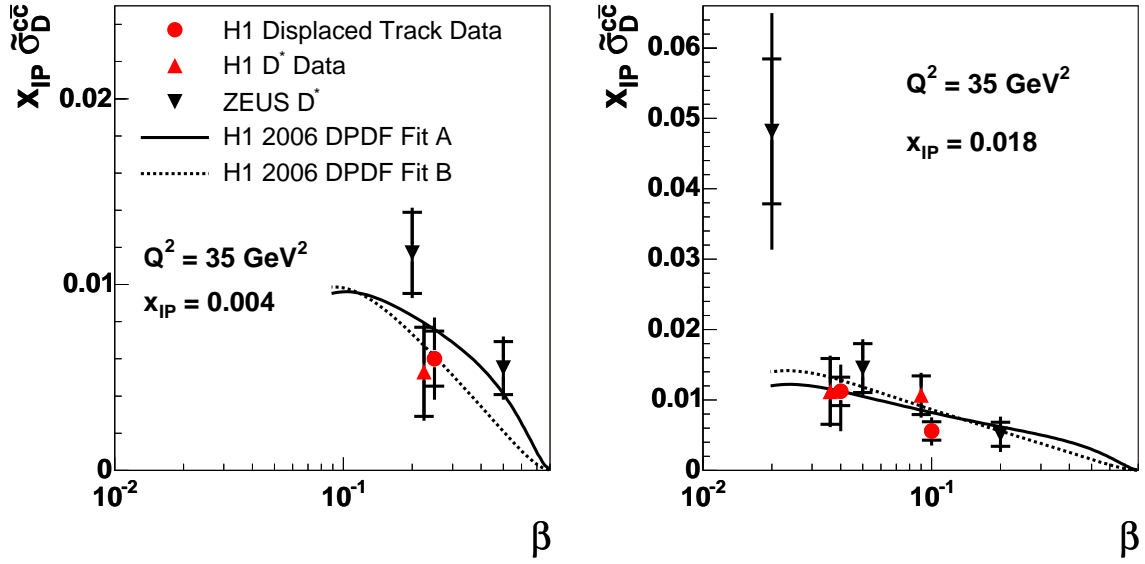 x_IP σ̃_D^cc̄
H1 Displaced Track Data
H1 D* Data
ZEUS D*
H1 2006 DPDF Fit A
H1 2006 DPDF Fit B
Q² = 35 GeV²
x_IP = 0.004
0.02
0.01
0
10⁻²
10⁻¹
β
x_IP σ̃_D^cc̄
Q² = 35 GeV²
x_IP = 0.018
0.06
0.05
0.04
0.03
0.02
0.01
0
10⁻²
10⁻¹
β